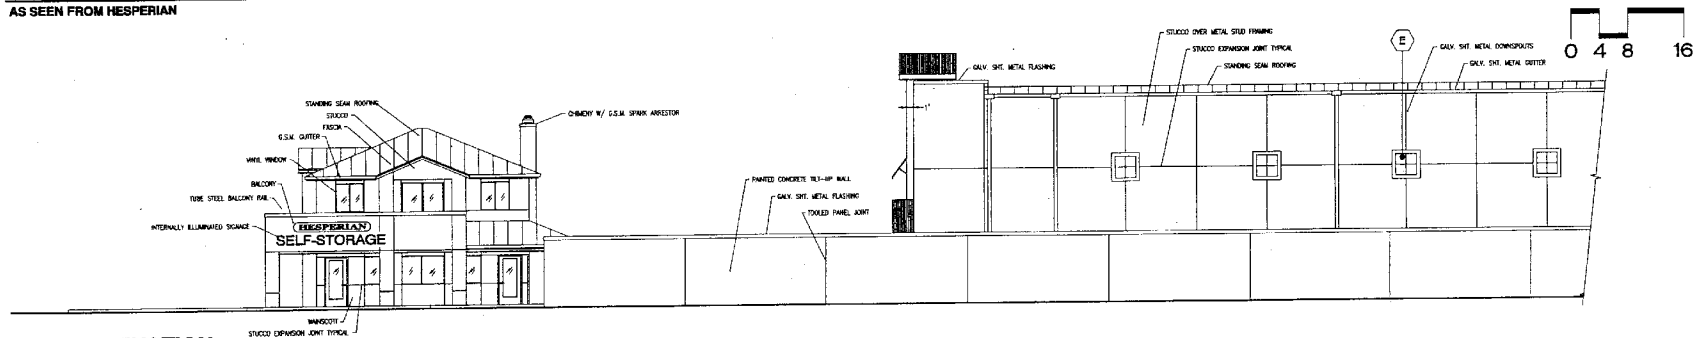 AS SEEN FROM HESPERIAN
0 4 8 16
STUCCO OVER METAL STUD FRAMING
STUCCO EXPANSION JOINT TYPICAL
STANDING SEAM ROOFING
E
GALV. SHT. METAL DOWNSPOUTS
GALV. SHT. METAL GUTTER
GALV. SHT. METAL FLASHING
1'
STANDING SEAM ROOFING
STUCCO
FASCIA
G.S.M. GUTTER
VINYL WINDOW
BALCONY
TUBE STEEL BALCONY RAIL
INTERNALLY ILLUMINATED SIGNAGE
CHIMENY W/ G.S.M. SPARK ARRESTOR
HESPERIAN
SELF-STORAGE
PAINTED CONCRETE TILT-UP WALL
GALV. SHT. METAL FLASHING
TOOLED PANEL JOINT
WAINSCOTT
STUCCO EXPANSION JOINT TYPICAL